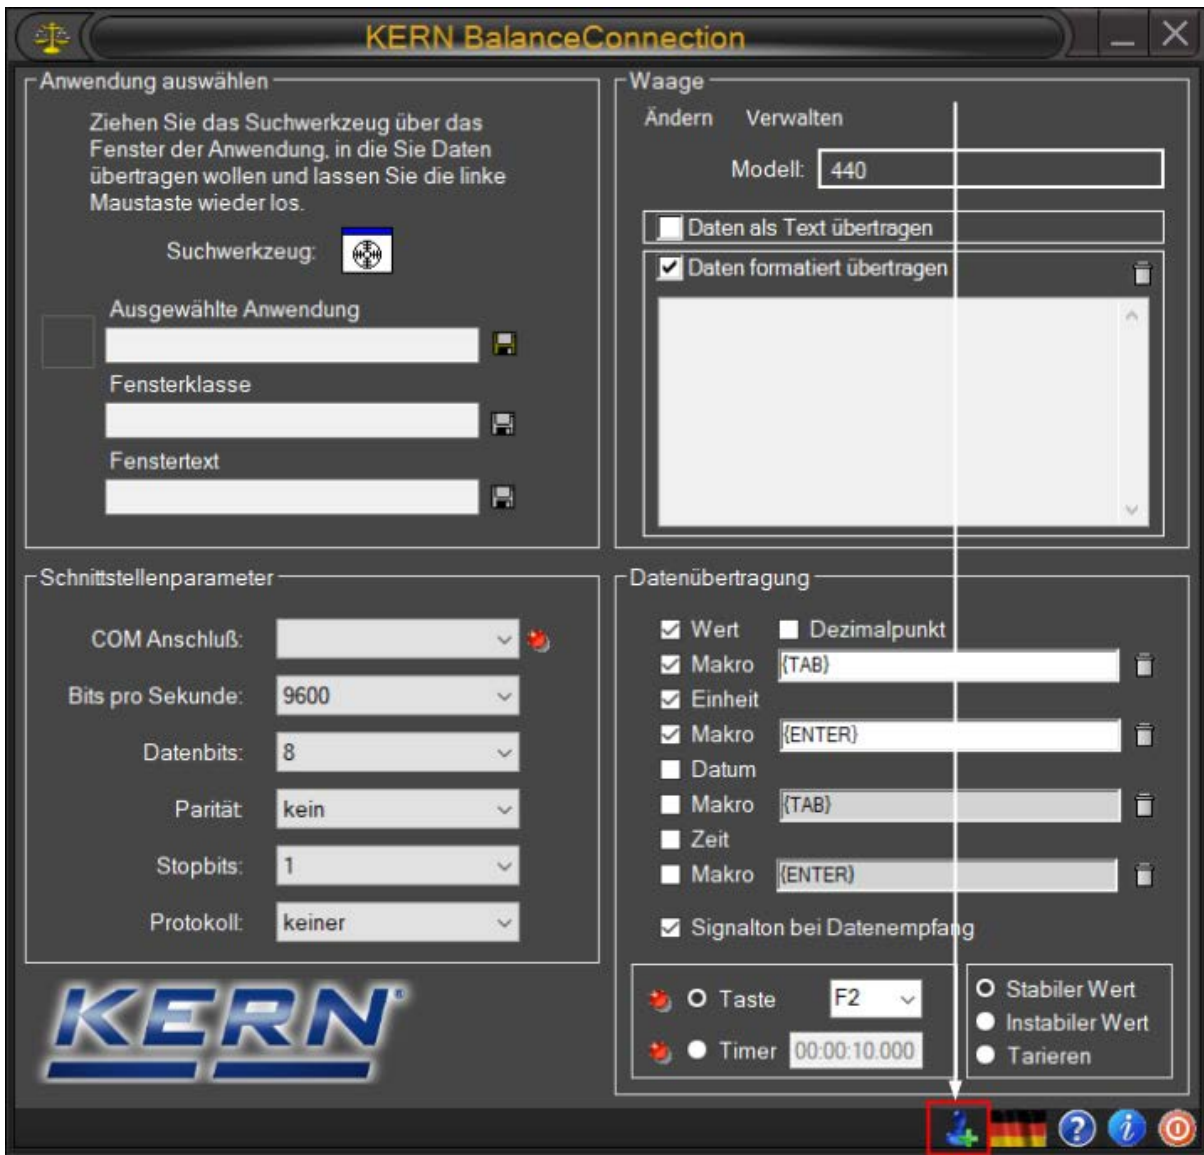 KERN BalanceConnection
Anwendung auswählen
Ziehen Sie das Suchwerkzeug über das
Fenster der Anwendung, in die Sie Daten
übertragen wollen und lassen Sie die linke
Maustaste wieder los.
Suchwerkzeug:
Ausgewählte Anwendung
Fensterklasse
Fenstertext
Waage
Ändern Verwalten
Modell: 440
Daten als Text übertragen
Daten formatiert übertragen
Schnittstellenparameter
COM Anschluß:
Bits pro Sekunde: 9600
Datenbits: 8
Parität: kein
Stopbits: 1
Protokoll: keiner
KERN®
Datenübertragung
Wert Dezimalpunkt
Makro {TAB}
Einheit
Makro {ENTER}
Datum
Makro {TAB}
Zeit
Makro {ENTER}
Signalton bei Datenempfang
Taste F2
Timer 00:00:10.000
Stabiler Wert
Instabiler Wert
Tarieren